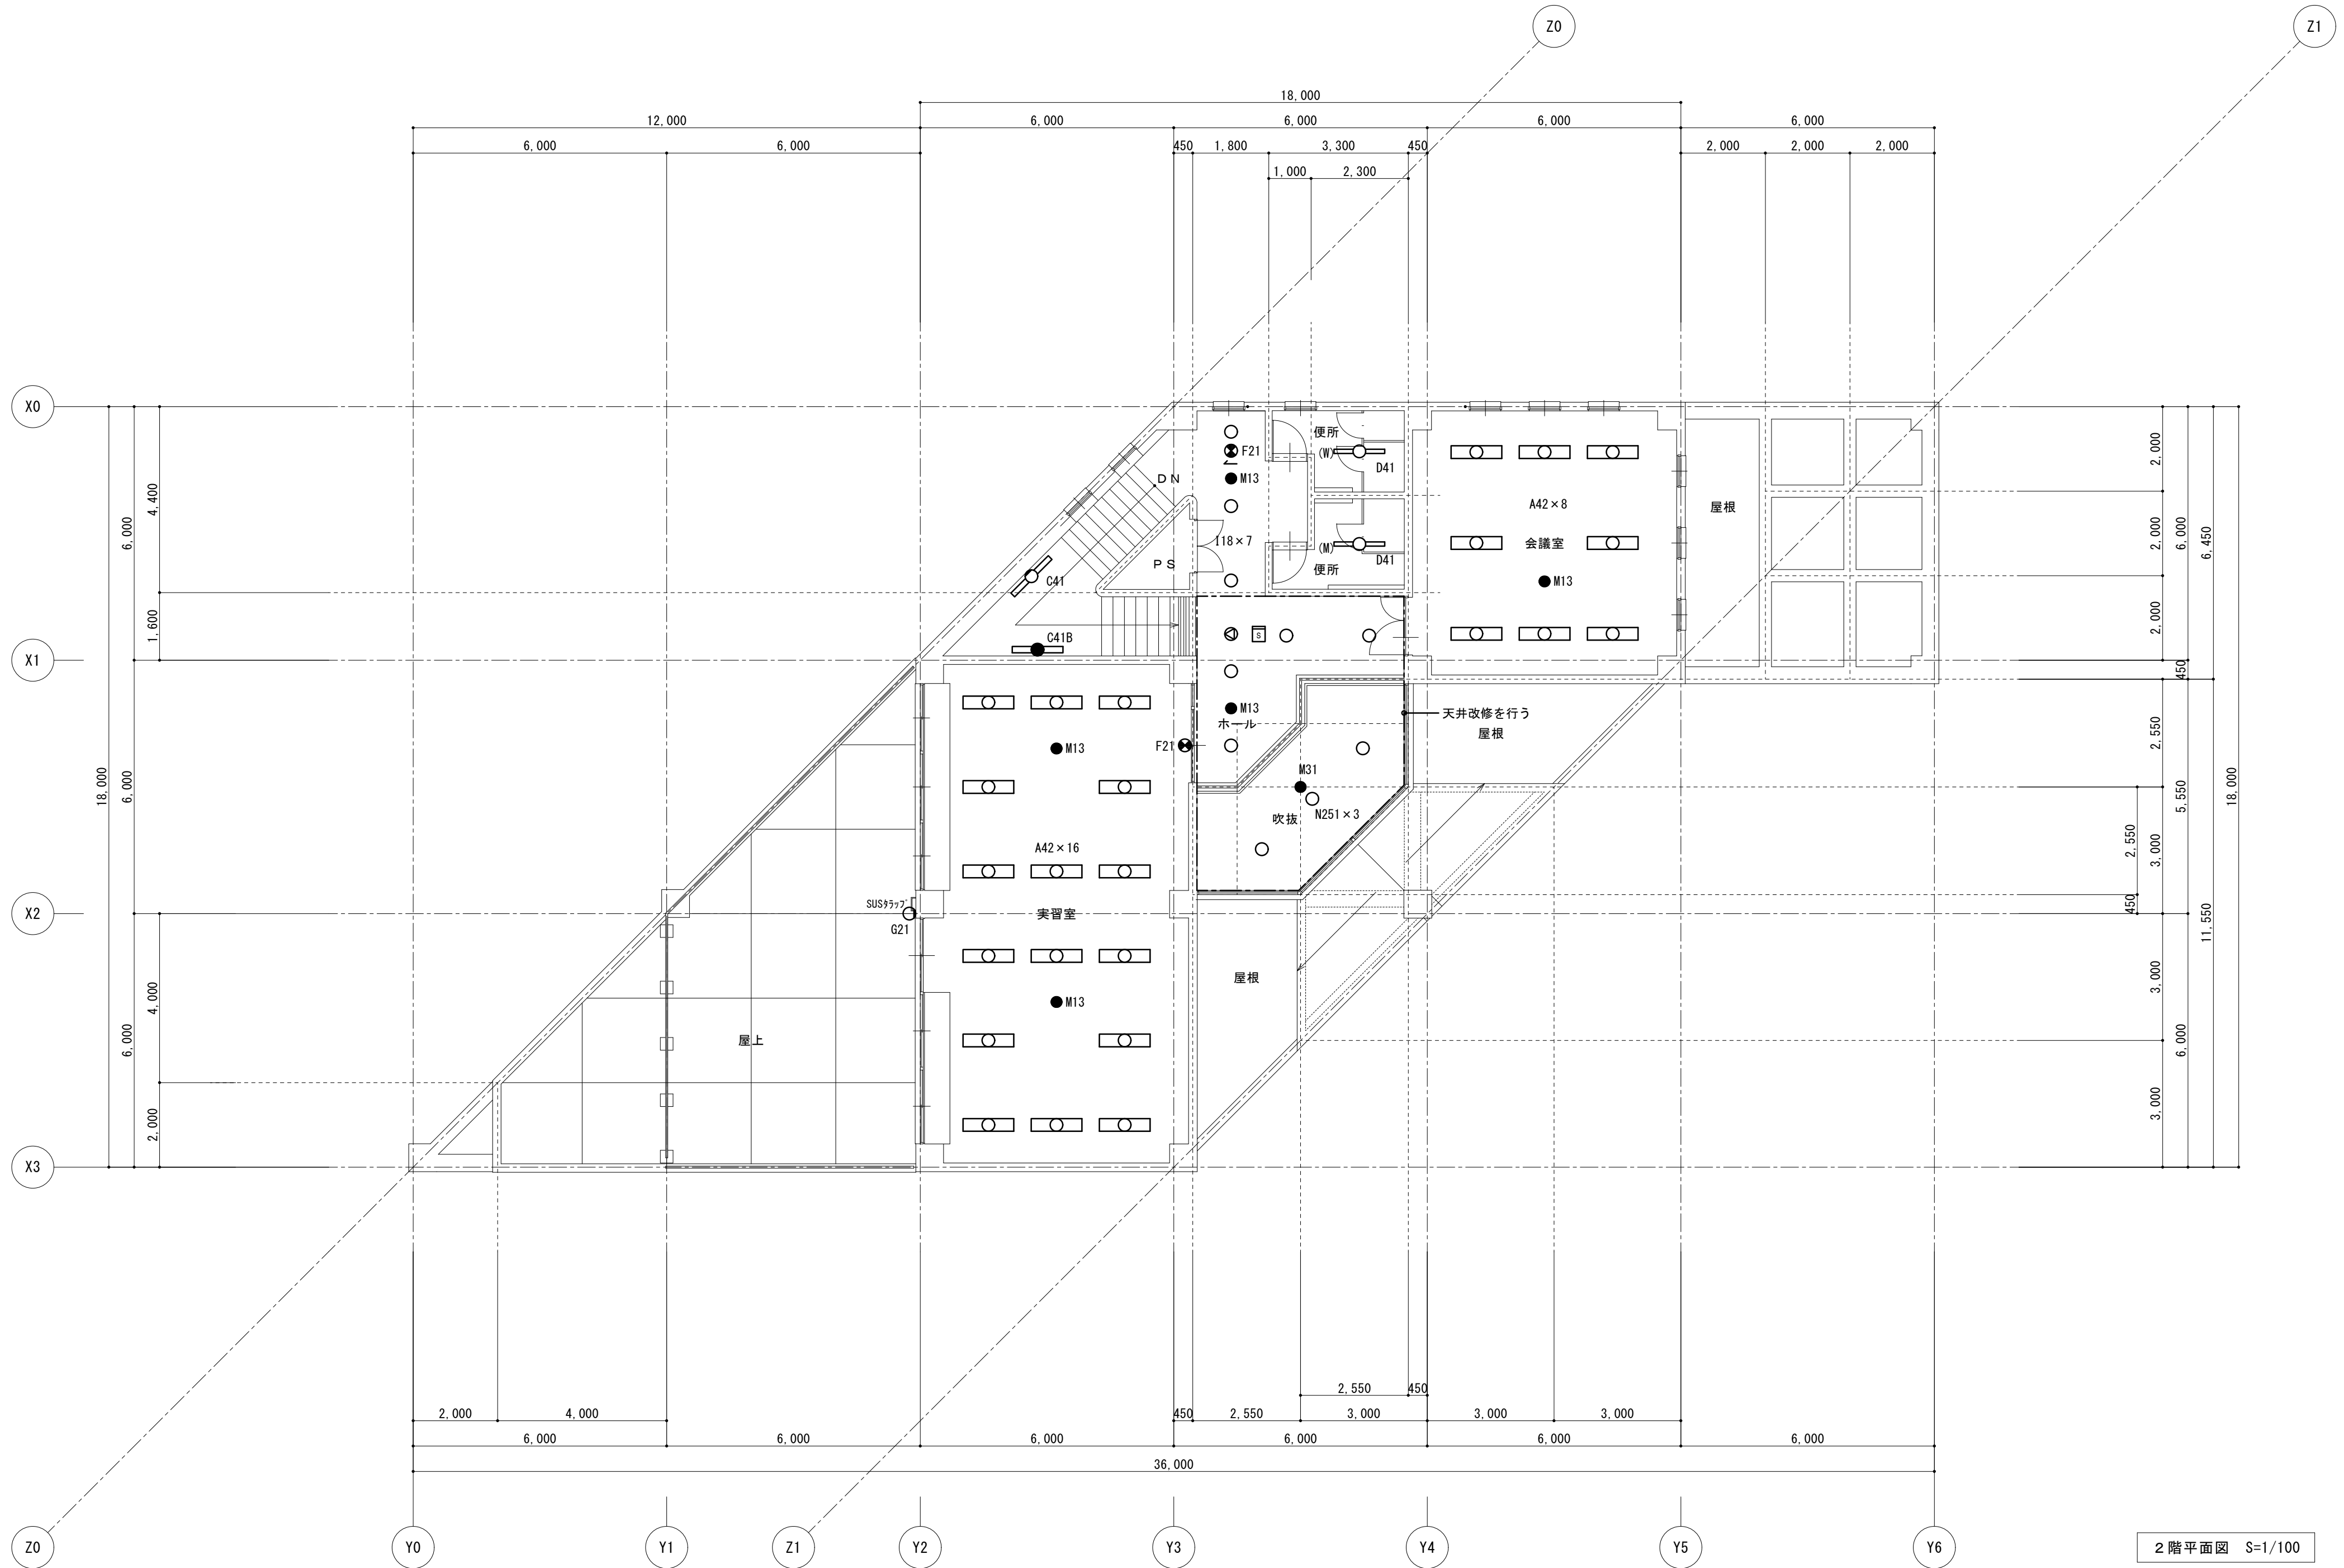 Z0
Z1
18,000
12,000
6,000
6,000
6,000
6,000
6,000
6,000
450
1,800
3,300
450
2,000
2,000
2,000
1,000
2,300
X0
X1
X2
X3
18,000
6,000
6,000
6,000
4,400
1,600
4,000
2,000
便所
(W)
D41
F21
M13
DN
I18×7
PS
(M)
便所
D41
A42×8
会議室
M13
屋根
C41
C41B
S
M13
ホール
F21
天井改修を行う
屋根
M31
N251×3
吹抜
M13
A42×16
SUSﾀﾗｯﾌﾟ
G21
実習室
M13
屋根
屋上
2,000
2,000
2,000
6,000
6,450
450
2,550
5,550
18,000
2,550
3,000
450
11,550
3,000
6,000
3,000
2,550
450
2,000
4,000
450
2,550
3,000
3,000
3,000
6,000
6,000
6,000
6,000
6,000
6,000
36,000
Z0
Y0
Y1
Z1
Y2
Y3
Y4
Y5
Y6
2階平面図 S=1/100